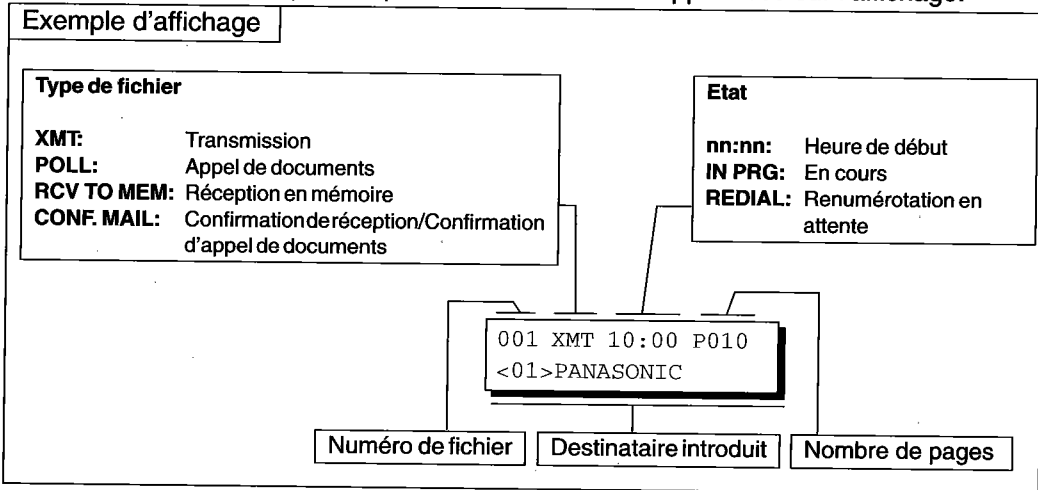 Exemple d'affichage
Type de fichier
XMT: Transmission
POLL: Appel de documents
RCV TO MEM: Réception en mémoire
CONF. MAIL: Confirmation de réception/Confirmation
d'appel de documents
Etat
nn:nn: Heure de début
IN PRG: En cours
REDIAL: Renumérotation en
attente
001 XMT 10:00 P010
<01>PANASONIC
Numéro de fichier
Destinataire introduit
Nombre de pages